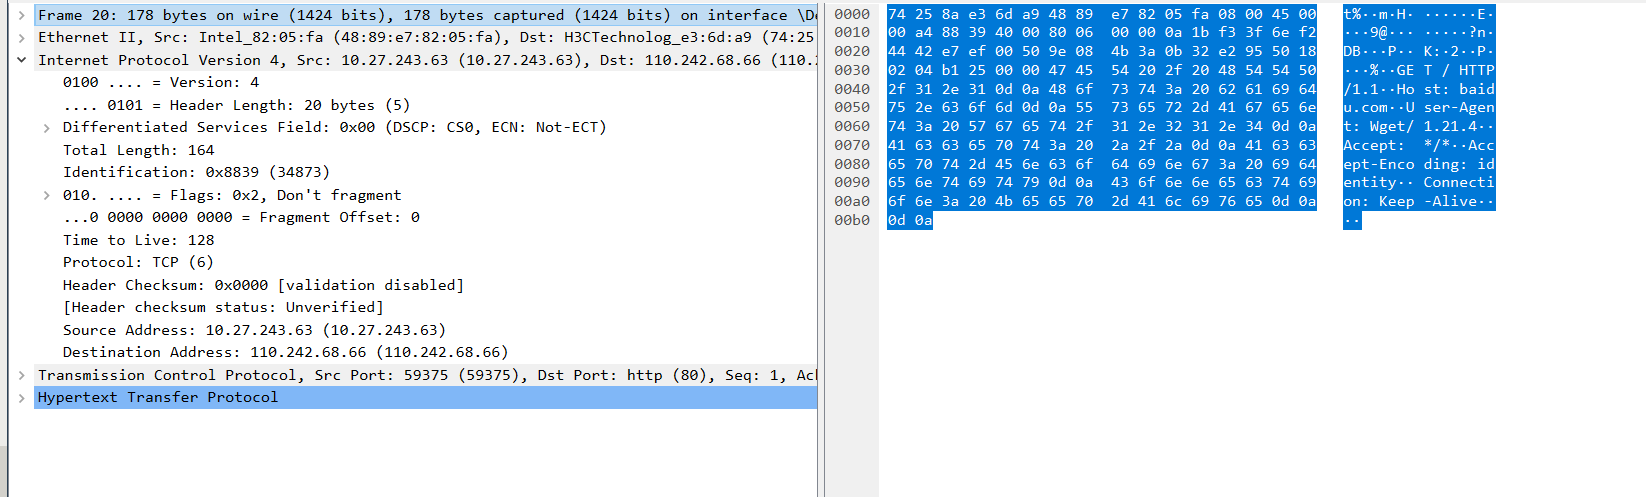 Frame 20: 178 bytes on wire (1424 bits), 178 bytes captured (1424 bits) on interface \De
Ethernet II, Src: Intel_82:05:fa (48:89:e7:82:05:fa), Dst: H3CTechnolog_e3:6d:a9 (74:25
Internet Protocol Version 4, Src: 10.27.243.63 (10.27.243.63), Dst: 110.242.68.66 (110.
0100 .... = Version: 4
.... 0101 = Header Length: 20 bytes (5)
Differentiated Services Field: 0x00 (DSCP: CS0, ECN: Not-ECT)
Total Length: 164
Identification: 0x8839 (34873)
010. .... = Flags: 0x2, Don't fragment
...0 0000 0000 0000 = Fragment Offset: 0
Time to Live: 128
Protocol: TCP (6)
Header Checksum: 0x0000 [validation disabled]
[Header checksum status: Unverified]
Source Address: 10.27.243.63 (10.27.243.63)
Destination Address: 110.242.68.66 (110.242.68.66)
Transmission Control Protocol, Src Port: 59375 (59375), Dst Port: http (80), Seq: 1, Ack
Hypertext Transfer Protocol
0000 74 25 8a e3 6d a9 48 89 e7 82 05 fa 08 00 45 00 t%··m·H· ······E·
0010 00 a4 88 39 40 00 80 06 00 00 0a 1b f3 3f 6e f2 ···9@··· ·····?n·
0020 44 42 e7 ef 00 50 9e 08 4b 3a 0b 32 e2 95 50 18 DB···P·· K:·2··P·
0030 02 04 b1 25 00 00 47 45 54 20 2f 20 48 54 54 50 ···%··GE T / HTTP
0040 2f 31 2e 31 0d 0a 48 6f 73 74 3a 20 62 61 69 64 /1.1··Ho st: baid
0050 75 2e 63 6f 6d 0d 0a 55 73 65 72 2d 41 67 65 6e u.com··U ser-Agen
0060 74 3a 20 57 67 65 74 2f 31 2e 32 31 2e 34 0d 0a t: Wget/ 1.21.4··
0070 41 63 63 65 70 74 3a 20 2a 2f 2a 0d 0a 41 63 63 Accept:  */*··Acc
0080 65 70 74 2d 45 6e 63 6f 64 69 6e 67 3a 20 69 64 ept-Enco ding: id
0090 65 6e 74 69 74 79 0d 0a 43 6f 6e 6e 65 63 74 69 entity·· Connecti
00a0 6f 6e 3a 20 4b 65 65 70 2d 41 6c 69 76 65 0d 0a on: Keep -Alive··
00b0 0d 0a ··